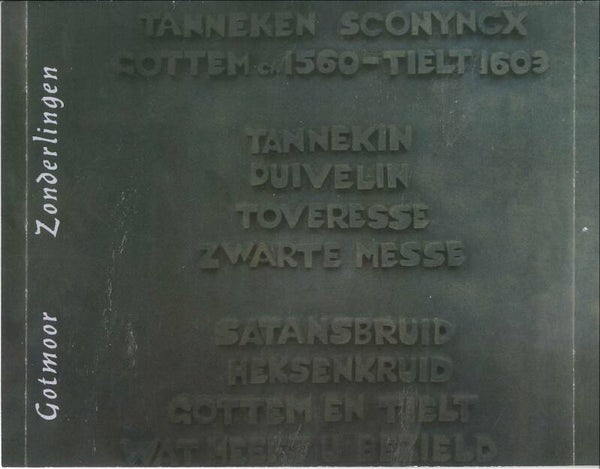 TANNEKEN SCONYNGX
GOTTEM c.1560-TIELT 1603
TANNEKIN
DUIVELIN
TOVERESSE
ZWARTE MESSE
SATANSBRUID
HEKSENKRUID
GOTTEM EN TIELT
WAT HEEFT U BEZIELD
Gotmoor Zonderlingen